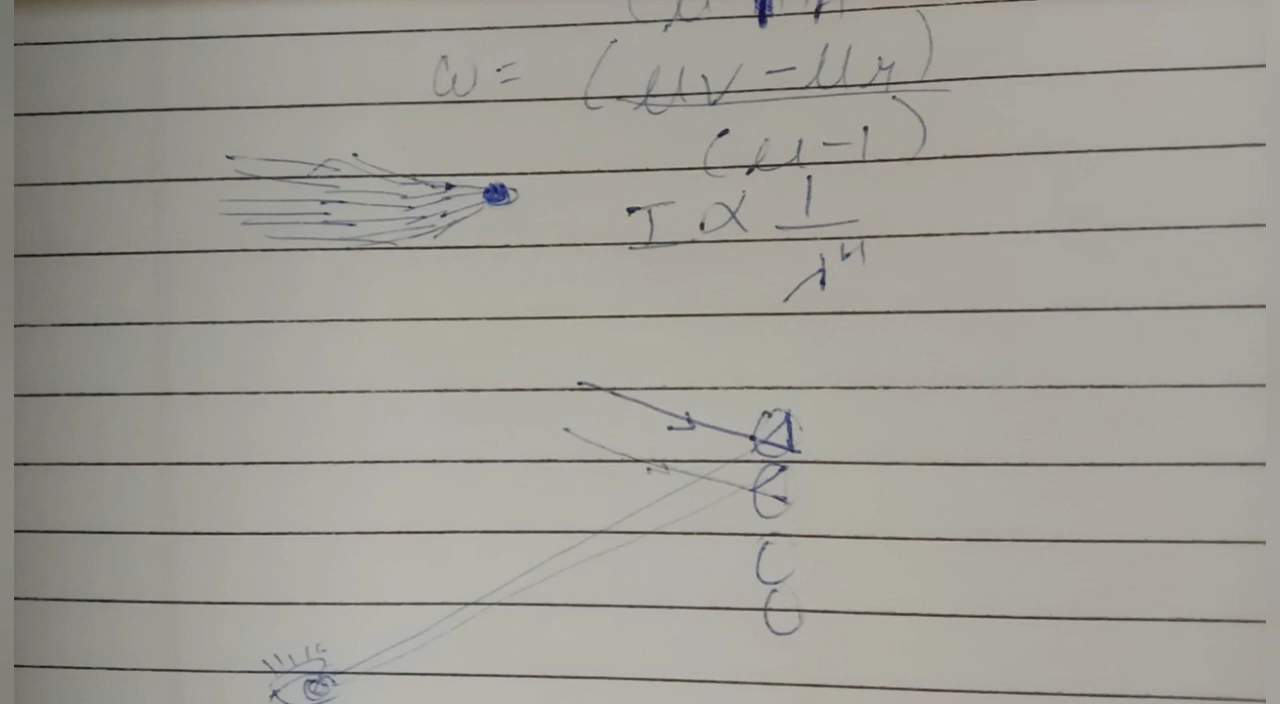 ω = (μv - μr)
(μ-1)
I ∝ 1
λ⁴